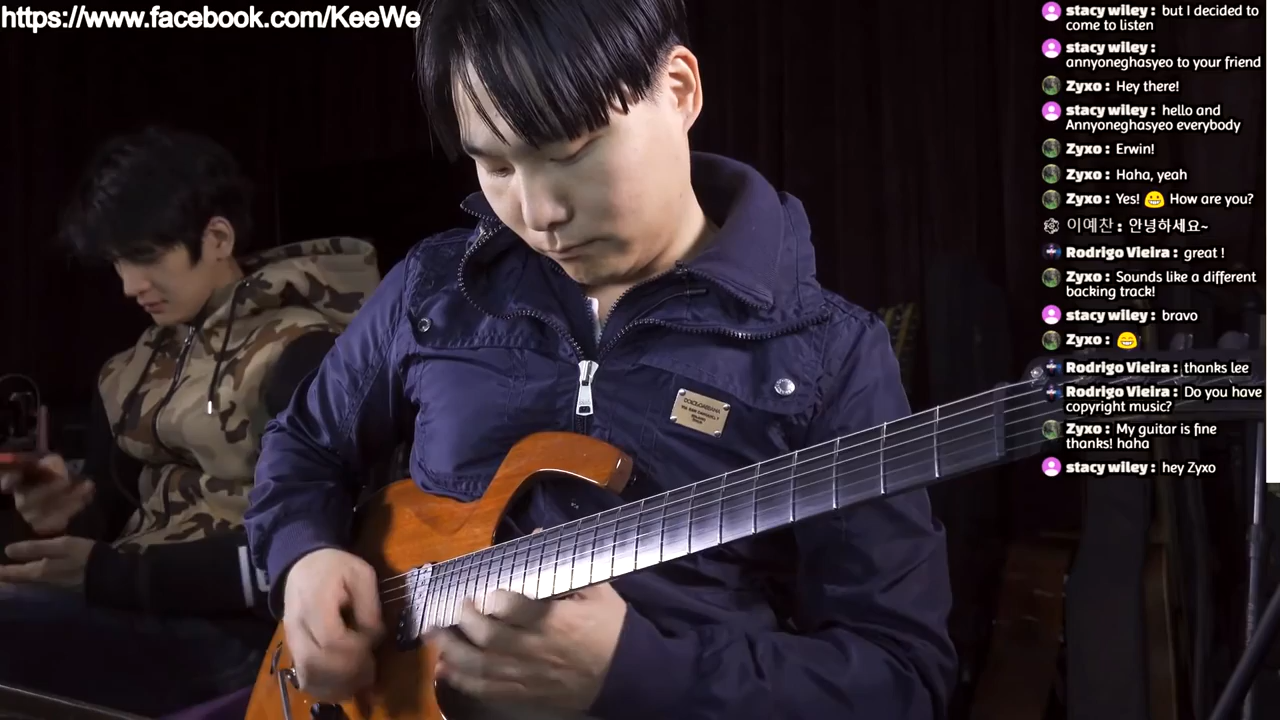 https://www.facebook.com/KeeWe
stacy wiley : but I decided to
come to listen
stacy wiley :
annyoneghasyeo to your friend
Zyxo : Hey there!
stacy wiley : hello and
Annyoneghasyeo everybody
Zyxo : Erwin!
Zyxo : Haha, yeah
Zyxo : Yes! 😀 How are you?
이예찬 : 안녕하세요~
Rodrigo Vieira : great !
Zyxo : Sounds like a different
backing track!
stacy wiley : bravo
Zyxo : 😄
Rodrigo Vieira : thanks lee
Rodrigo Vieira : Do you have
copyright music?
Zyxo : My guitar is fine
thanks! haha
stacy wiley : hey Zyxo
DOLCE&GABBANA